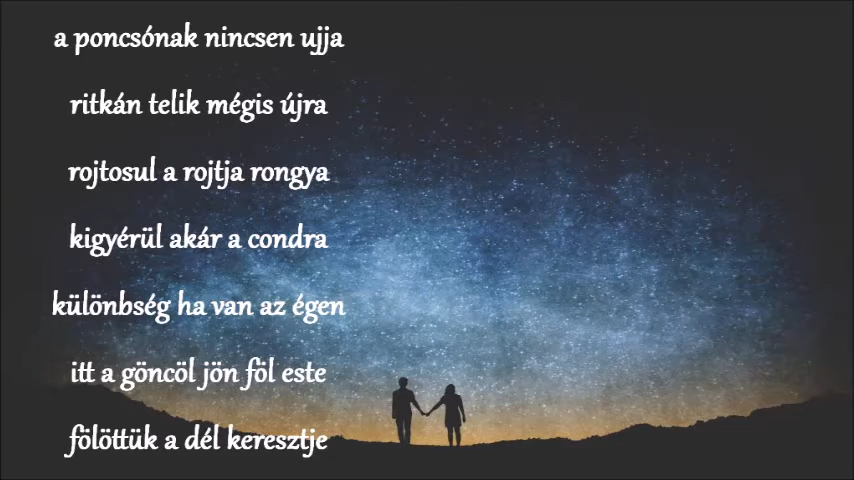 a poncsónak nincsen ujja
ritkán telik mégis újra
rojtosul a rojtja rongya
kigyérül akár a condra
különbség ha van az égen
itt a göncöl jön föl este
fölöttük a dél keresztje